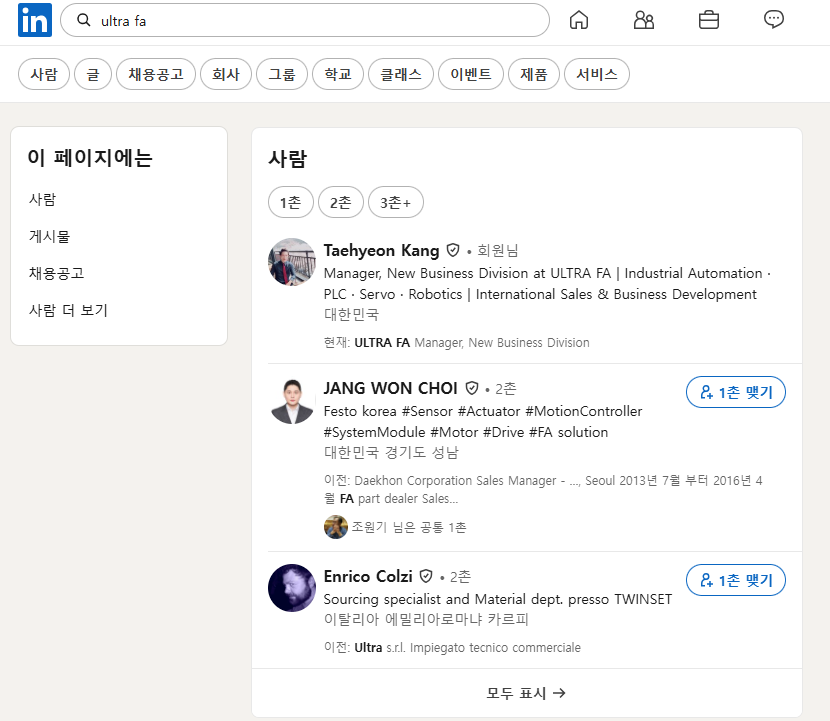 in
ultra fa
사람
글
채용공고
회사
그룹
학교
클래스
이벤트
제품
서비스
이 페이지에는
사람
게시물
채용공고
사람 더 보기
사람
1촌
2촌
3촌+
Taehyeon Kang • 회원님
Manager, New Business Division at ULTRA FA | Industrial Automation ·
PLC · Servo · Robotics | International Sales & Business Development
대한민국
현재: ULTRA FA Manager, New Business Division
JANG WON CHOI • 2촌
1촌 맺기
Festo korea #Sensor #Actuator #MotionController
#SystemModule #Motor #Drive #FA solution
대한민국 경기도 성남
이전: Daekhon Corporation Sales Manager - ..., Seoul 2013년 7월 부터 2016년 4
월 FA part dealer Sales...
조원기 님은 공통 1촌
Enrico Colzi • 2촌
1촌 맺기
Sourcing specialist and Material dept. presso TWINSET
이탈리아 에밀리아로마냐 카르피
이전: Ultra s.r.l. Impiegato tecnico commerciale
모두 표시 →